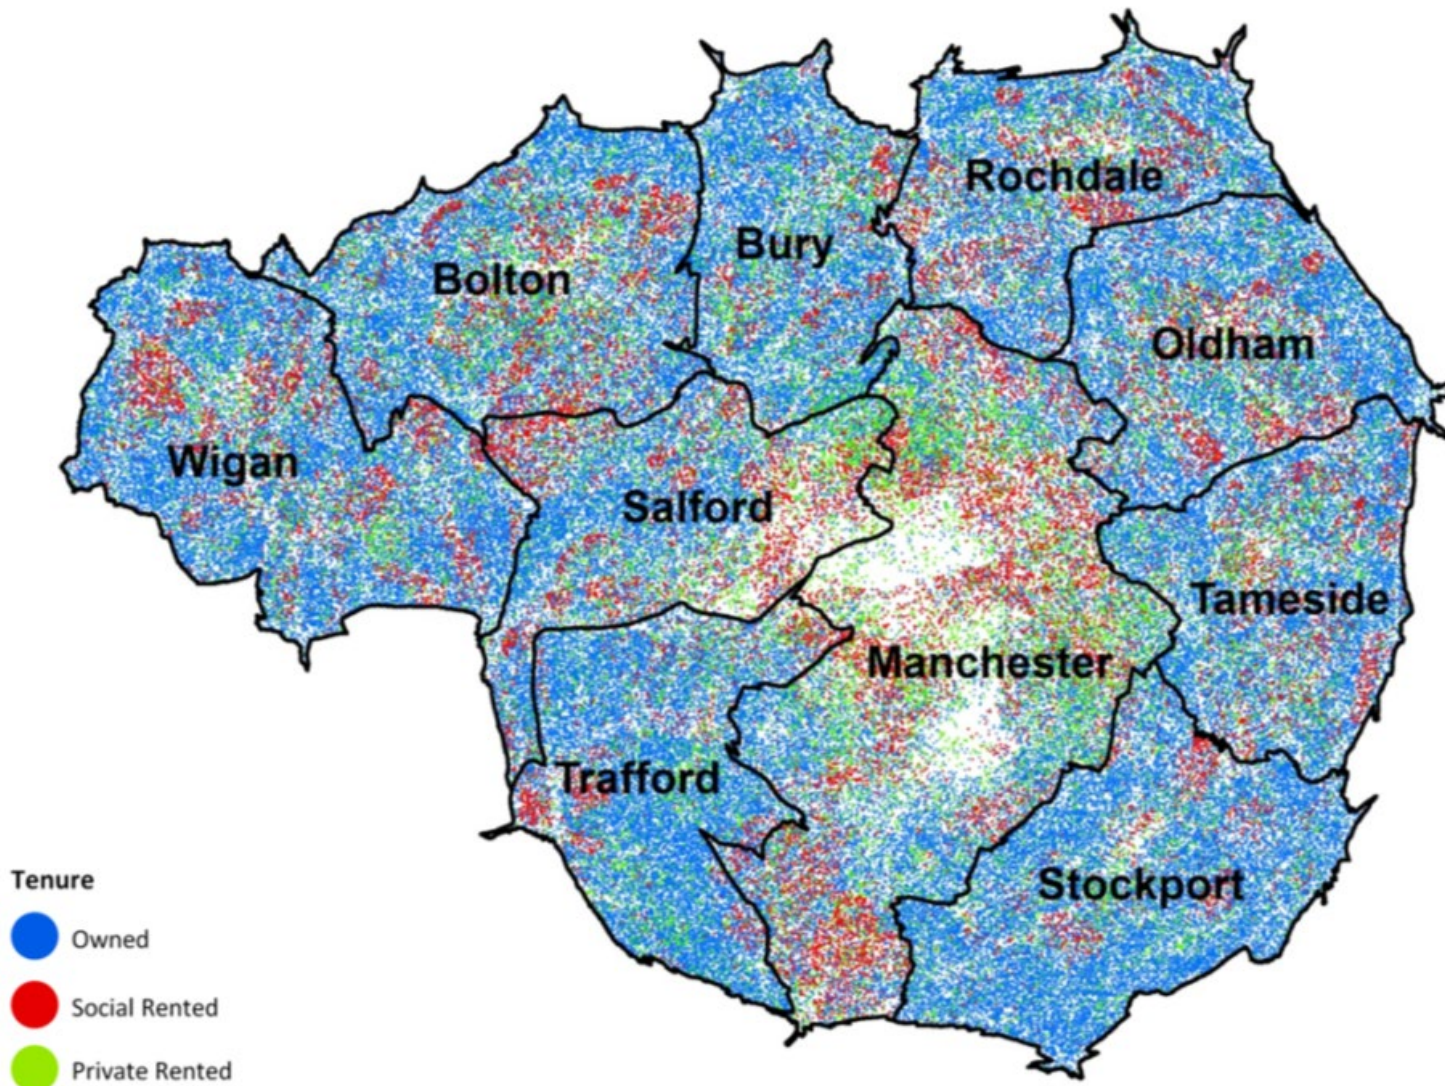 Rochdale
Bury
Bolton
Oldham
Wigan
Salford
Tameside
Manchester
Trafford
Stockport
Tenure
Owned
Social Rented
Private Rented